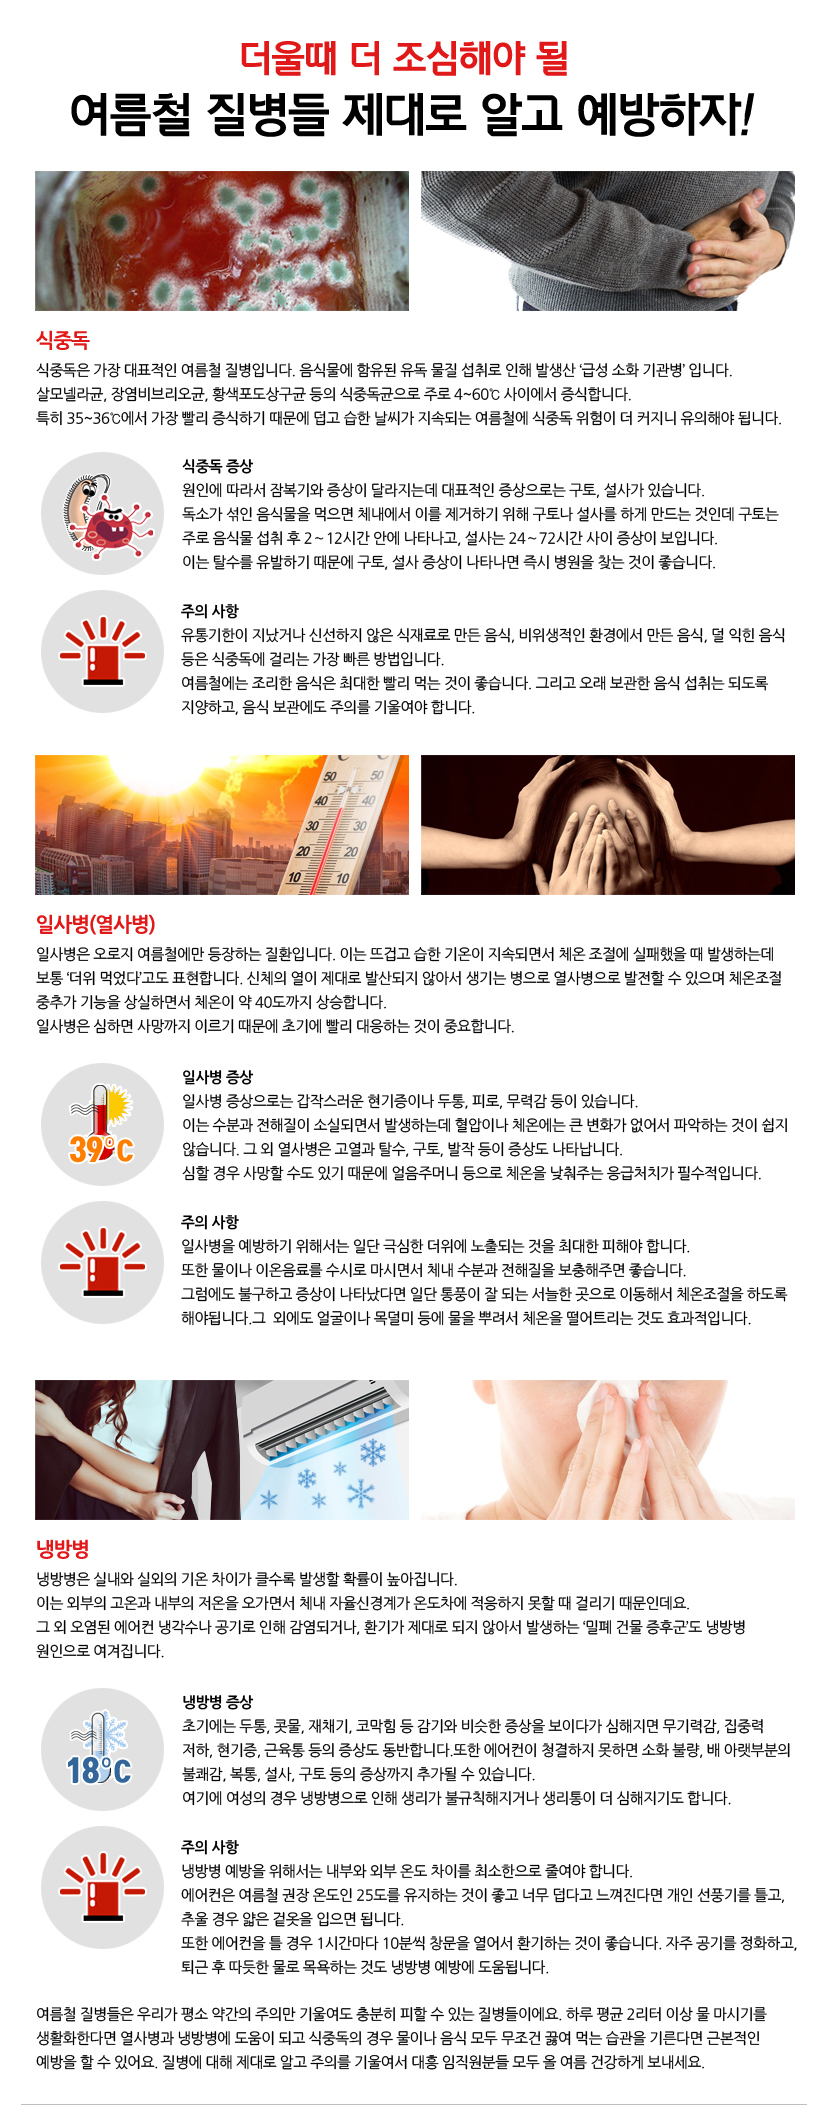 더울때 더 조심해야 될
여름철 질병들 제대로 알고 예방하자!
식중독
식중독은 가장 대표적인 여름철 질병입니다. 음식물에 함유된 유독 물질 섭취로 인해 발생산 ‘급성 소화 기관병’ 입니다.
살모넬라균, 장염비브리오균, 황색포도상구균 등의 식중독균으로 주로 4~60℃ 사이에서 증식합니다.
특히 35~36℃에서 가장 빨리 증식하기 때문에 덥고 습한 날씨가 지속되는 여름철에 식중독 위험이 더 커지니 유의해야 됩니다.
식중독 증상
원인에 따라서 잠복기와 증상이 달라지는데 대표적인 증상으로는 구토, 설사가 있습니다.
독소가 섞인 음식물을 먹으면 체내에서 이를 제거하기 위해 구토나 설사를 하게 만드는 것인데 구토는
주로 음식물 섭취 후 2 ~ 12시간 안에 나타나고, 설사는 24 ~ 72시간 사이 증상이 보입니다.
이는 탈수를 유발하기 때문에 구토, 설사 증상이 나타나면 즉시 병원을 찾는 것이 좋습니다.
주의 사항
유통기한이 지났거나 신선하지 않은 식재료로 만든 음식, 비위생적인 환경에서 만든 음식, 덜 익힌 음식
등은 식중독에 걸리는 가장 빠른 방법입니다.
여름철에는 조리한 음식은 최대한 빨리 먹는 것이 좋습니다. 그리고 오래 보관한 음식 섭취는 되도록
지양하고, 음식 보관에도 주의를 기울여야 합니다.
C C
50 50
40 40
30 30
20 20
10 10
일사병(열사병)
일사병은 오로지 여름철에만 등장하는 질환입니다. 이는 뜨겁고 습한 기온이 지속되면서 체온 조절에 실패했을 때 발생하는데
보통 ‘더위 먹었다’고도 표현합니다. 신체의 열이 제대로 발산되지 않아서 생기는 병으로 열사병으로 발전할 수 있으며 체온조절
중추가 기능을 상실하면서 체온이 약 40도까지 상승합니다.
일사병은 심하면 사망까지 이르기 때문에 초기에 빨리 대응하는 것이 중요합니다.
39°C
일사병 증상
일사병 증상으로는 갑작스러운 현기증이나 두통, 피로, 무력감 등이 있습니다.
이는 수분과 전해질이 소실되면서 발생하는데 혈압이나 체온에는 큰 변화가 없어서 파악하는 것이 쉽지
않습니다. 그 외 열사병은 고열과 탈수, 구토, 발작 등이 증상도 나타납니다.
심할 경우 사망할 수도 있기 때문에 얼음주머니 등으로 체온을 낮춰주는 응급처치가 필수적입니다.
주의 사항
일사병을 예방하기 위해서는 일단 극심한 더위에 노출되는 것을 최대한 피해야 합니다.
또한 물이나 이온음료를 수시로 마시면서 체내 수분과 전해질을 보충해주면 좋습니다.
그럼에도 불구하고 증상이 나타났다면 일단 통풍이 잘 되는 서늘한 곳으로 이동해서 체온조절을 하도록
해야됩니다.그 외에도 얼굴이나 목덜미 등에 물을 뿌려서 체온을 떨어트리는 것도 효과적입니다.
냉방병
냉방병은 실내와 실외의 기온 차이가 클수록 발생할 확률이 높아집니다.
이는 외부의 고온과 내부의 저온을 오가면서 체내 자율신경계가 온도차에 적응하지 못할 때 걸리기 때문인데요.
그 외 오염된 에어컨 냉각수나 공기로 인해 감염되거나, 환기가 제대로 되지 않아서 발생하는 ‘밀폐 건물 증후군’도 냉방병
원인으로 여겨집니다.
18°C
냉방병 증상
초기에는 두통, 콧물, 재채기, 코막힘 등 감기와 비슷한 증상을 보이다가 심해지면 무기력감, 집중력
저하, 현기증, 근육통 등의 증상도 동반합니다.또한 에어컨이 청결하지 못하면 소화 불량, 배 아랫부분의
불쾌감, 복통, 설사, 구토 등의 증상까지 추가될 수 있습니다.
여기에 여성의 경우 냉방병으로 인해 생리가 불규칙해지거나 생리통이 더 심해지기도 합니다.
주의 사항
냉방병 예방을 위해서는 내부와 외부 온도 차이를 최소한으로 줄여야 합니다.
에어컨은 여름철 권장 온도인 25도를 유지하는 것이 좋고 너무 덥다고 느껴진다면 개인 선풍기를 틀고,
추울 경우 얇은 겉옷을 입으면 됩니다.
또한 에어컨을 틀 경우 1시간마다 10분씩 창문을 열어서 환기하는 것이 좋습니다. 자주 공기를 정화하고,
퇴근 후 따듯한 물로 목욕하는 것도 냉방병 예방에 도움됩니다.
여름철 질병들은 우리가 평소 약간의 주의만 기울여도 충분히 피할 수 있는 질병들이에요. 하루 평균 2리터 이상 물 마시기를
생활화한다면 열사병과 냉방병에 도움이 되고 식중독의 경우 물이나 음식 모두 무조건 끓여 먹는 습관을 기른다면 근본적인
예방을 할 수 있어요. 질병에 대해 제대로 알고 주의를 기울여서 대흥 임직원분들 모두 올 여름 건강하게 보내세요.